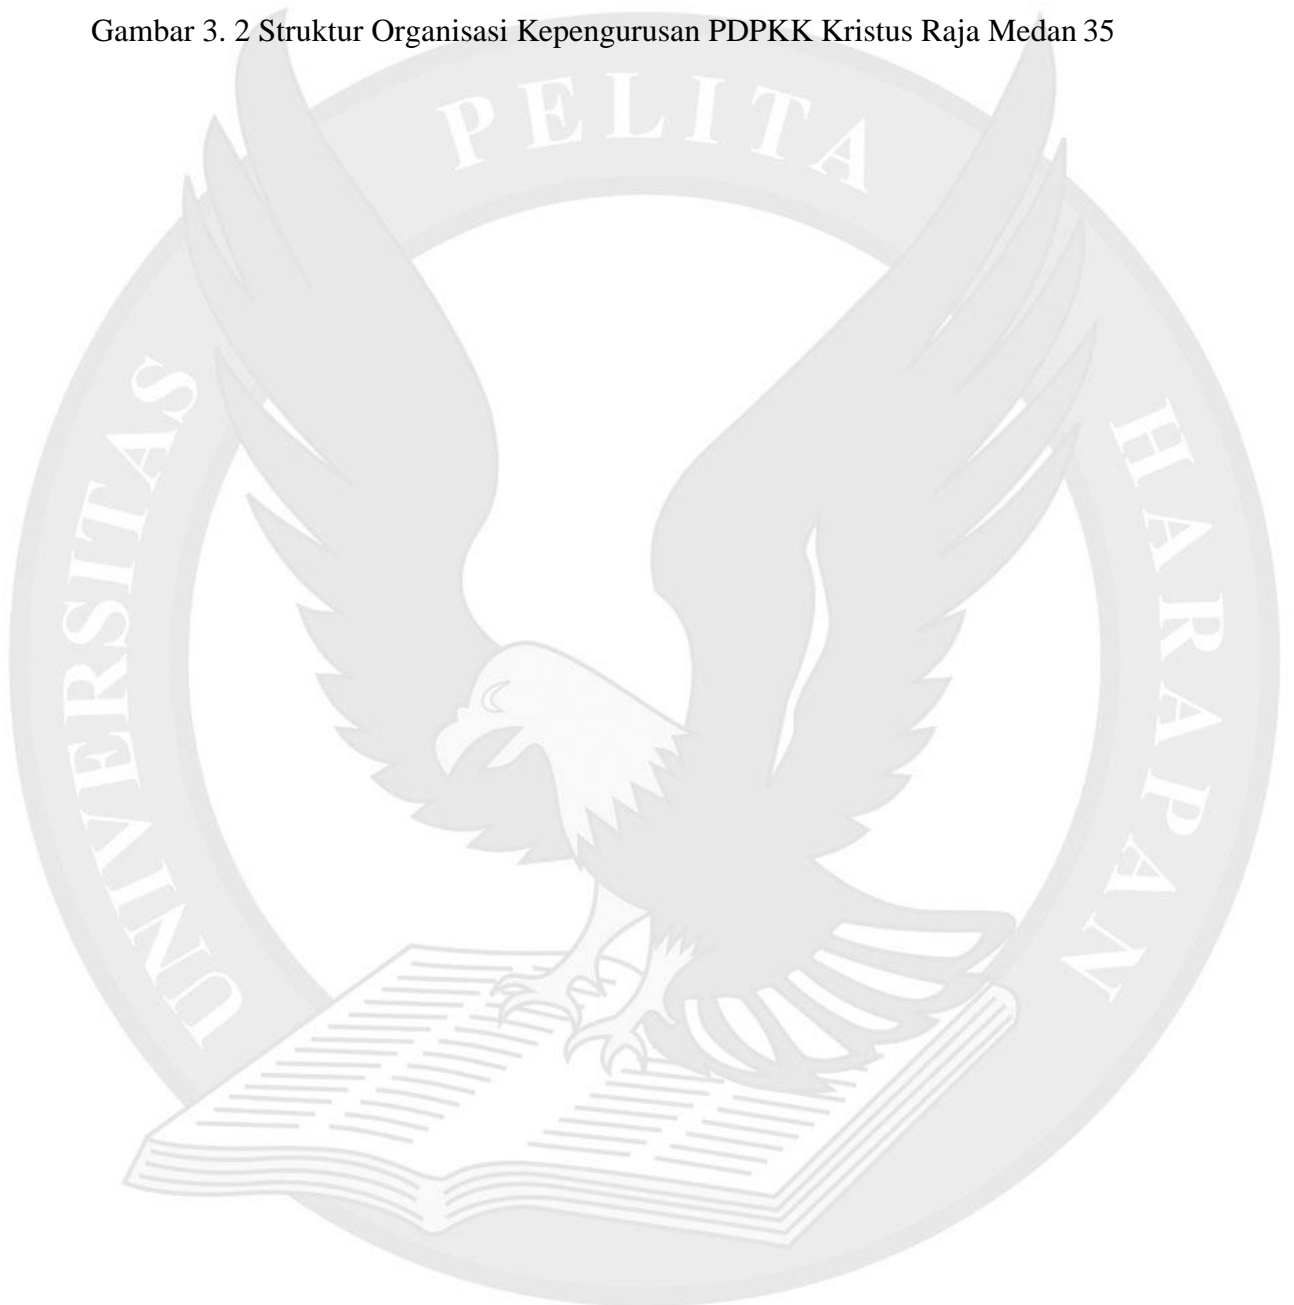 Gambar 3. 2 Struktur Organisasi Kepengurusan PDPKK Kristus Raja Medan 35
PELITA
UNIVERSITAS
HARAPAN